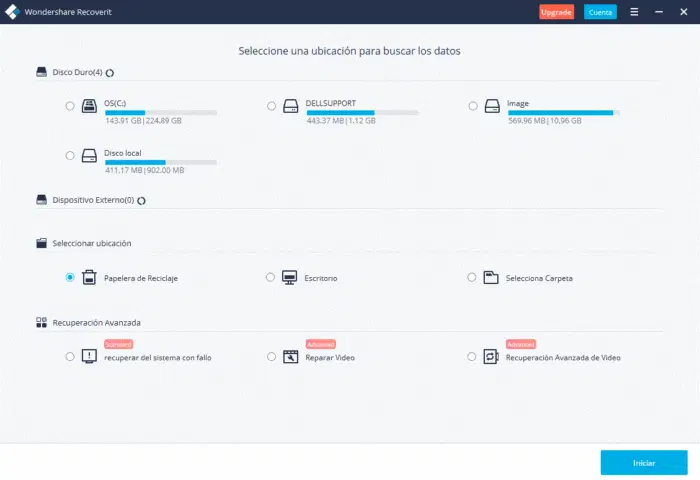 Wondershare Recoverit
Upgrade
Cuenta
Seleccione una ubicación para buscar los datos
Disco Duro(4)
OS(C:)
143.91 GB|224.89 GB
DELLSUPPORT
443.37 MB|1.12 GB
Image
569.96 MB|10.96 GB
Disco local
411.17 MB|902.00 MB
Dispositivo Externo(0)
Seleccionar ubicación
Papelera de Reciclaje
Escritorio
Selecciona Carpeta
Recuperación Avanzada
Standard
recuperar del sistema con fallo
Advanced
Reparar Video
Advanced
Recuperación Avanzada de Video
Iniciar